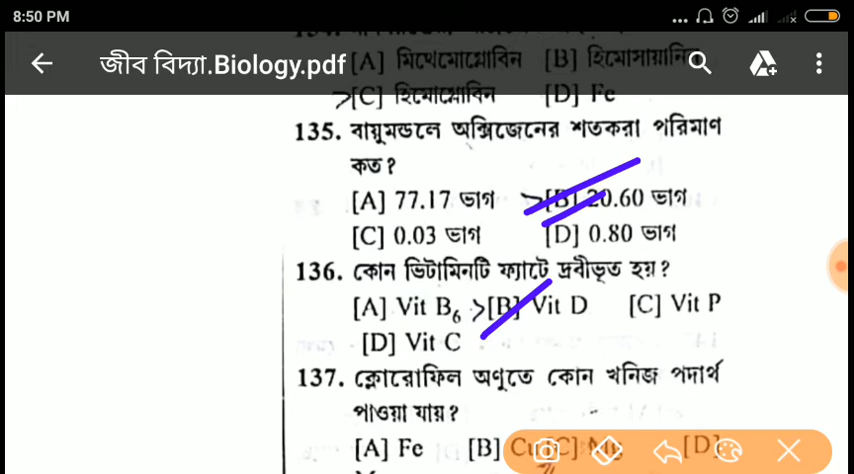 8:50 PM
জীব বিদ্যা.Biology.pdf
[A] মিথেমোগ্লোবিন [B] হিমোসায়ানিন
>[C] হিমোগ্লোবিন [D] Fe
135. বায়ুমন্ডলে অক্সিজেনের শতকরা পরিমাণ
কত?
[A] 77.17 ভাগ >[B] 20.60 ভাগ
[C] 0.03 ভাগ [D] 0.80 ভাগ
136. কোন ভিটামিনটি ফ্যাটে দ্রবীভূত হয়?
[A] Vit B₆ >[B] Vit D [C] Vit P
[D] Vit C
137. ক্লোরোফিল অণুতে কোন খনিজ পদার্থ
পাওয়া যায়?
[A] Fe [B] Cu [C] Mg [D]